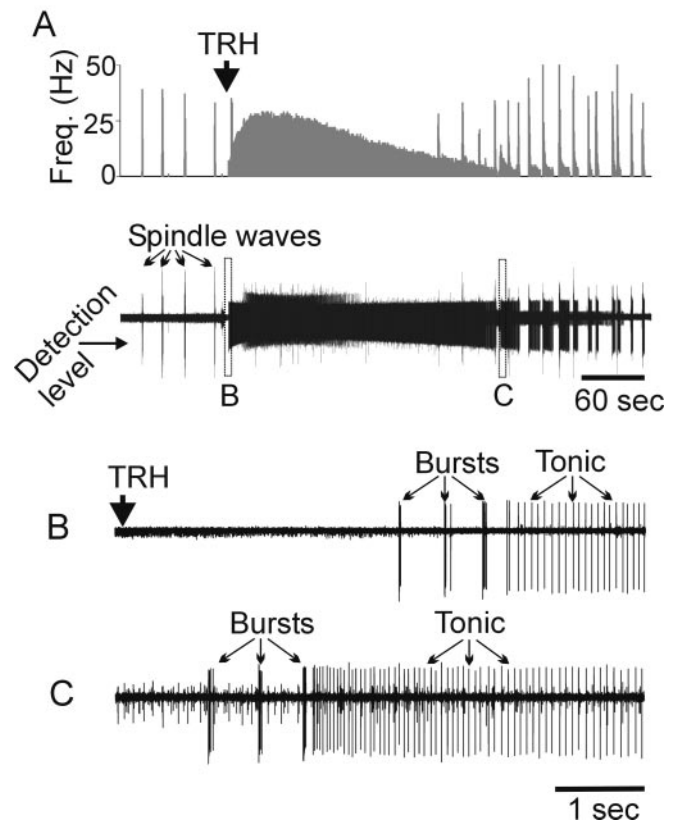 A
TRH
50
25
0
Freq. (Hz)
Spindle waves
Detection
level
B
C
60 sec
TRH
Bursts
Tonic
B
Bursts
Tonic
C
1 sec